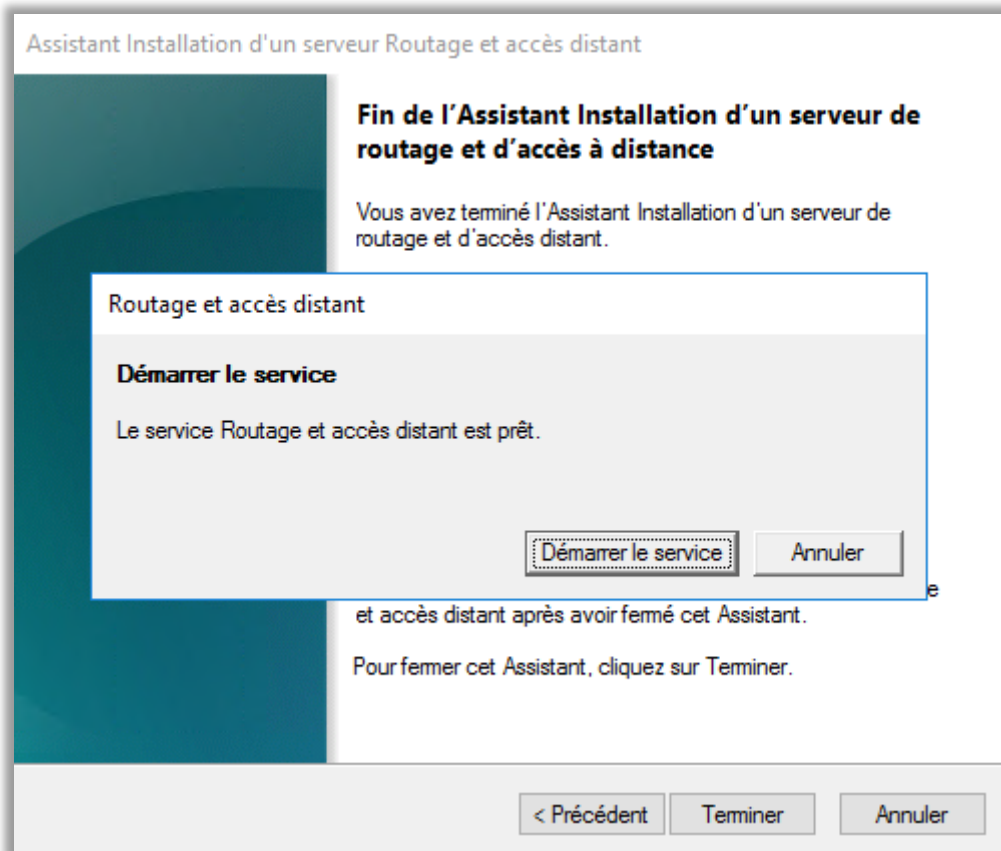 Assistant Installation d'un serveur Routage et accès distant
Fin de l'Assistant Installation d'un serveur de
routage et d'accès à distance
Vous avez terminé l'Assistant Installation d'un serveur de
routage et d'accès distant.
Routage et accès distant
Démarrer le service
Le service Routage et accès distant est prêt.
Démarrer le service Annuler
et accès distant après avoir fermé cet Assistant.
Pour fermer cet Assistant, cliquez sur Terminer.
< Précédent Terminer Annuler